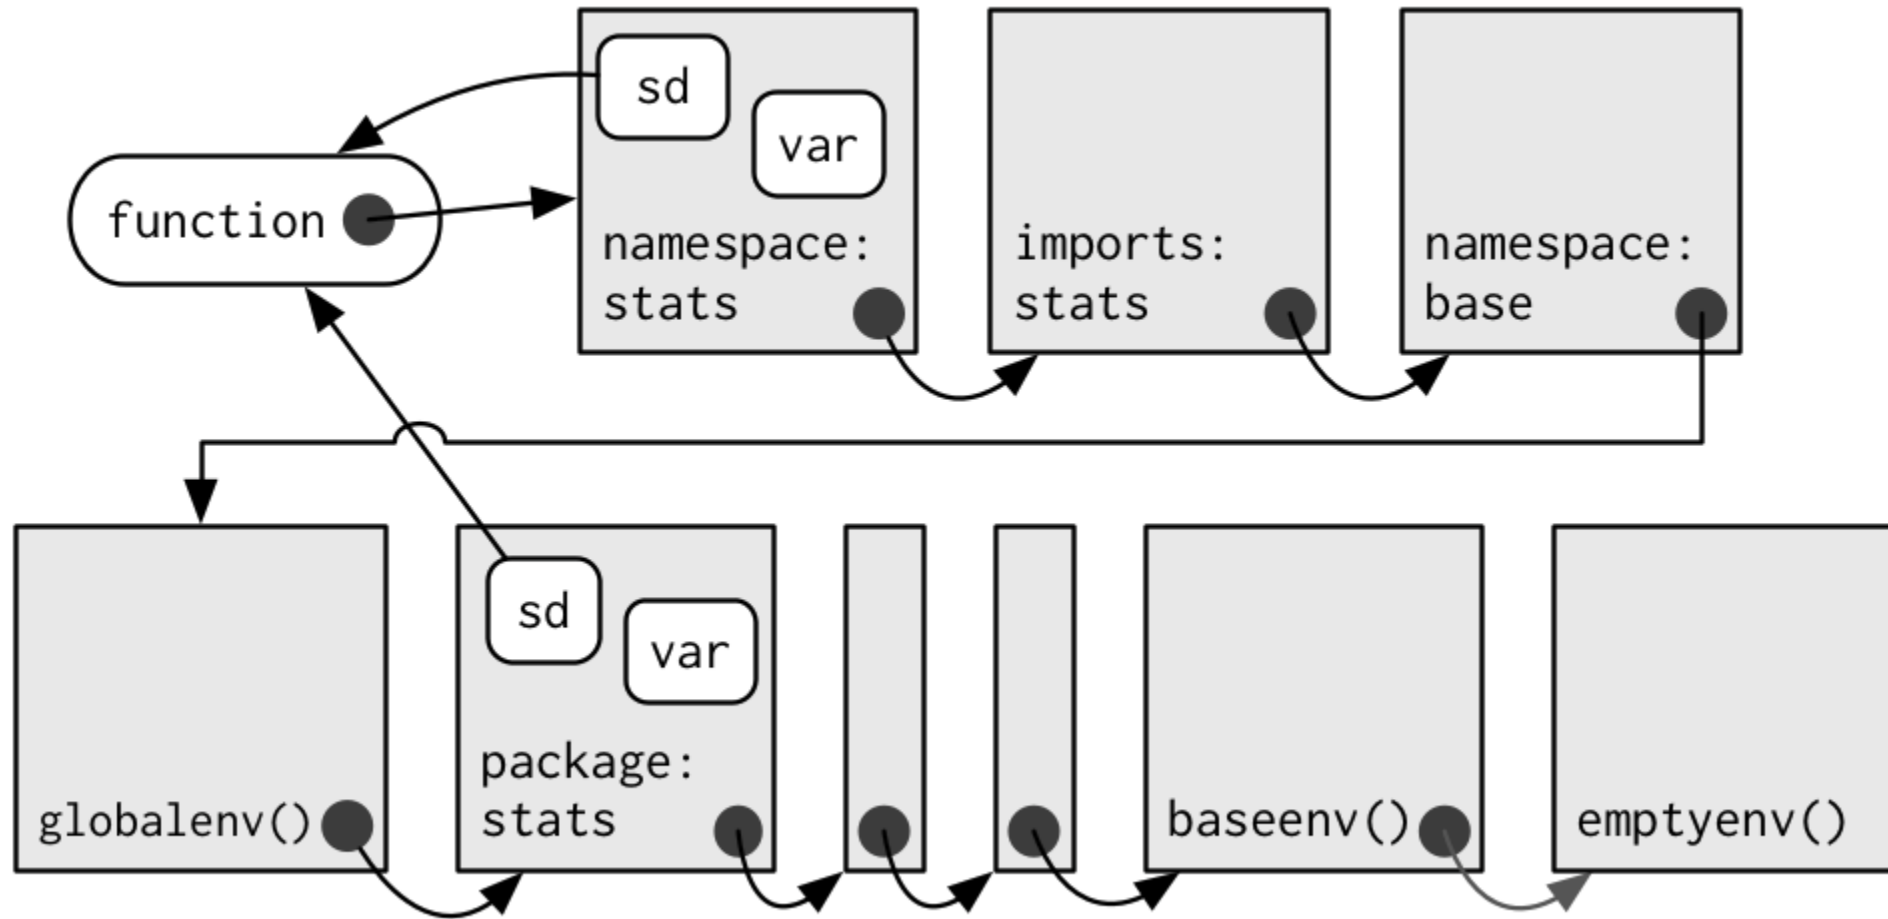 sd
var
function
namespace:
stats
imports:
stats
namespace:
base
sd
var
globalenv()
package:
stats
baseenv()
emptyenv()